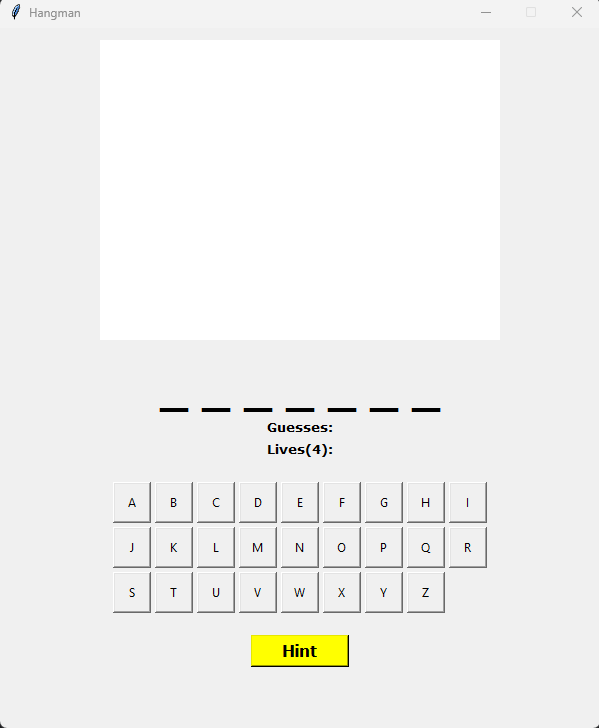 Hangman
_ _ _ _ _ _ _
Guesses:
Lives(4):
A B C D E F G H I
J K L M N O P Q R
S T U V W X Y Z
Hint